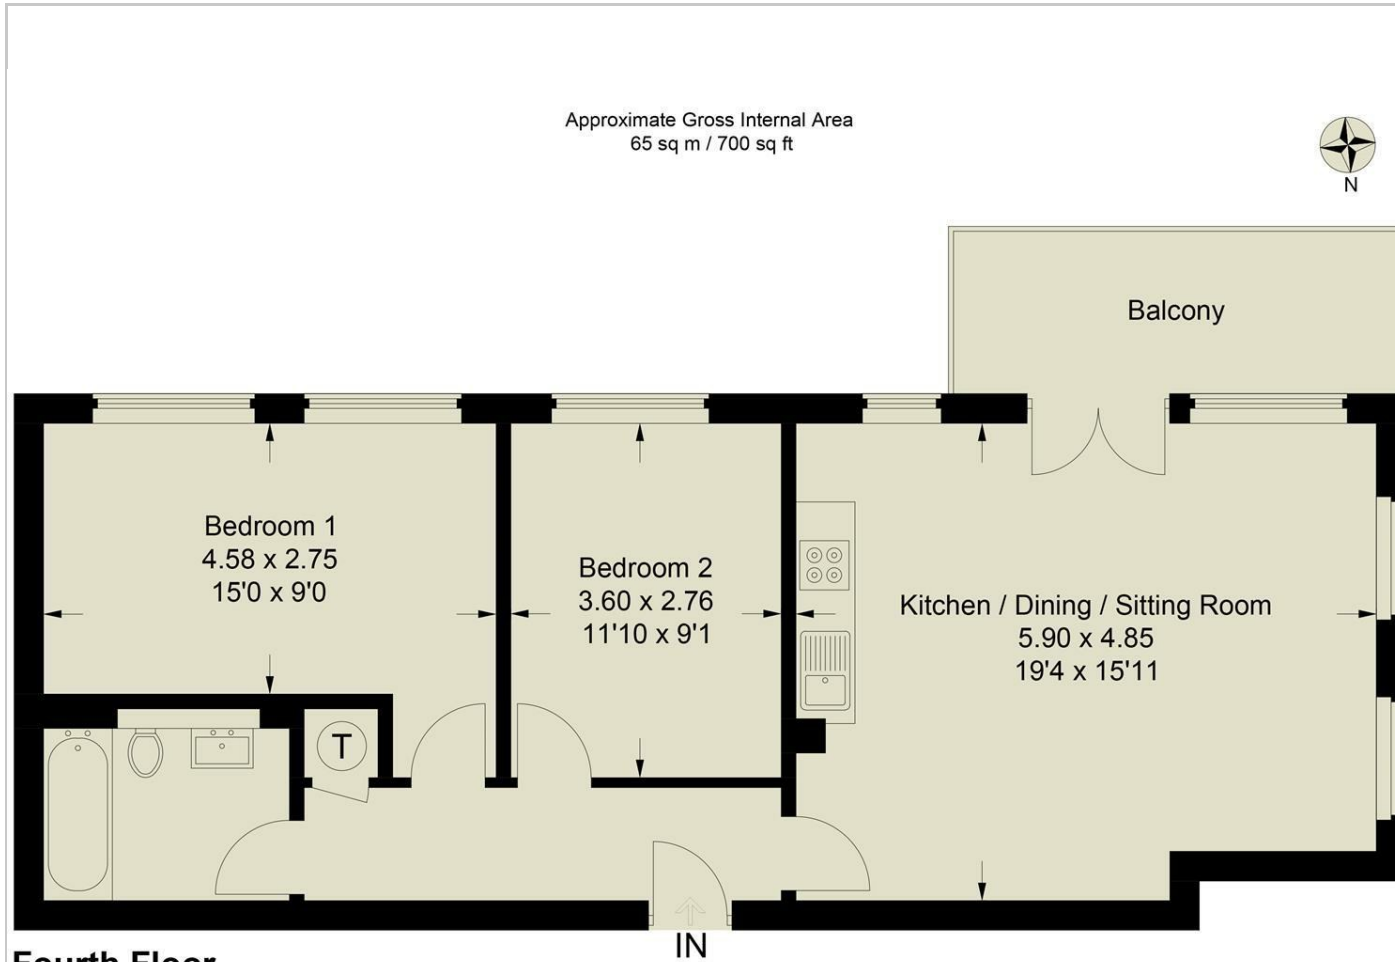 Approximate Gross Internal Area
65 sq m / 700 sq ft
N
Balcony
Bedroom 1
4.58 x 2.75
15'0 x 9'0
Bedroom 2
3.60 x 2.76
11'10 x 9'1
Kitchen / Dining / Sitting Room
5.90 x 4.85
19'4 x 15'11
T
IN
Fourth Floor